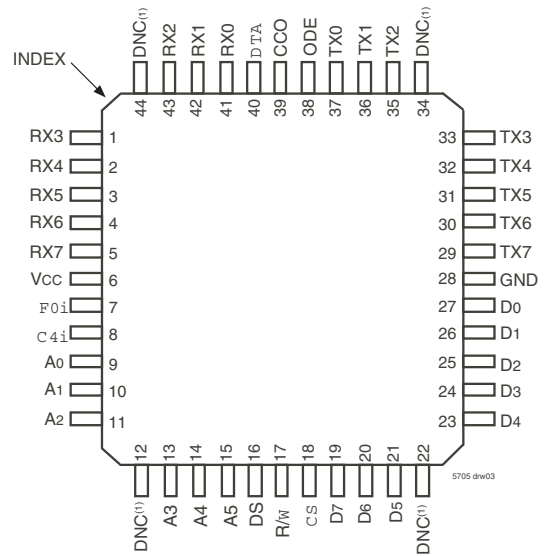 DNC(1) RX2 RX1 RX0 DTA CCO ODE TX0 TX1 TX2 DNC(1)
INDEX
44 43 42 41 40 39 38 37 36 35 34
RX3 1 33 TX3
RX4 2 32 TX4
RX5 3 31 TX5
RX6 4 30 TX6
RX7 5 29 TX7
VCC 6 28 GND
F0i 7 27 D0
C4i 8 26 D1
A0 9 25 D2
A1 10 24 D3
A2 11 23 D4
12 13 14 15 16 17 18 19 20 21 22
5705 drw03
DNC(1) A3 A4 A5 DS R/W CS D7 D6 D5 DNC(1)